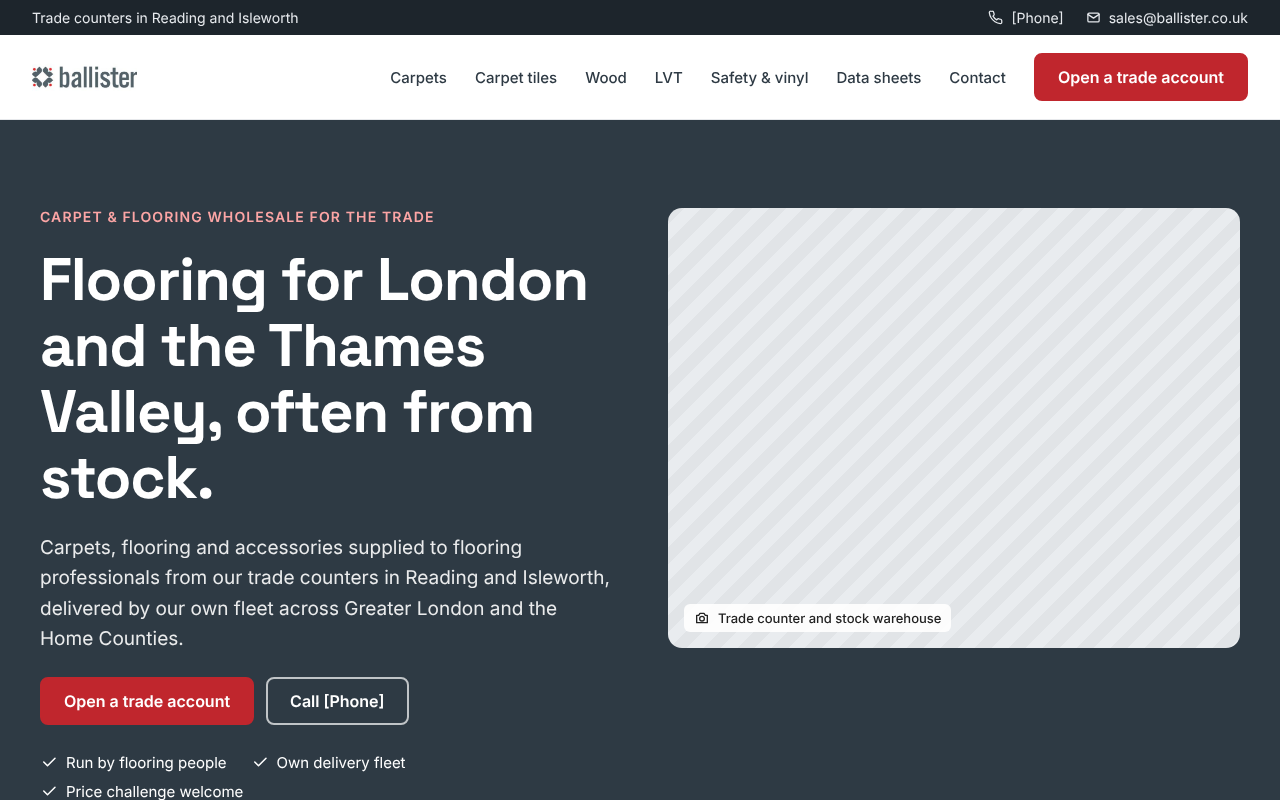 Trade counters in Reading and Isleworth
[Phone]
sales@ballister.co.uk
ballister
Carpets
Carpet tiles
Wood
LVT
Safety & vinyl
Data sheets
Contact
Open a trade account
CARPET & FLOORING WHOLESALE FOR THE TRADE
Flooring for London
and the Thames
Valley, often from
stock.
Carpets, flooring and accessories supplied to flooring
professionals from our trade counters in Reading and Isleworth,
delivered by our own fleet across Greater London and the
Home Counties.
Open a trade account
Call [Phone]
Run by flooring people
Own delivery fleet
Price challenge welcome
Trade counter and stock warehouse